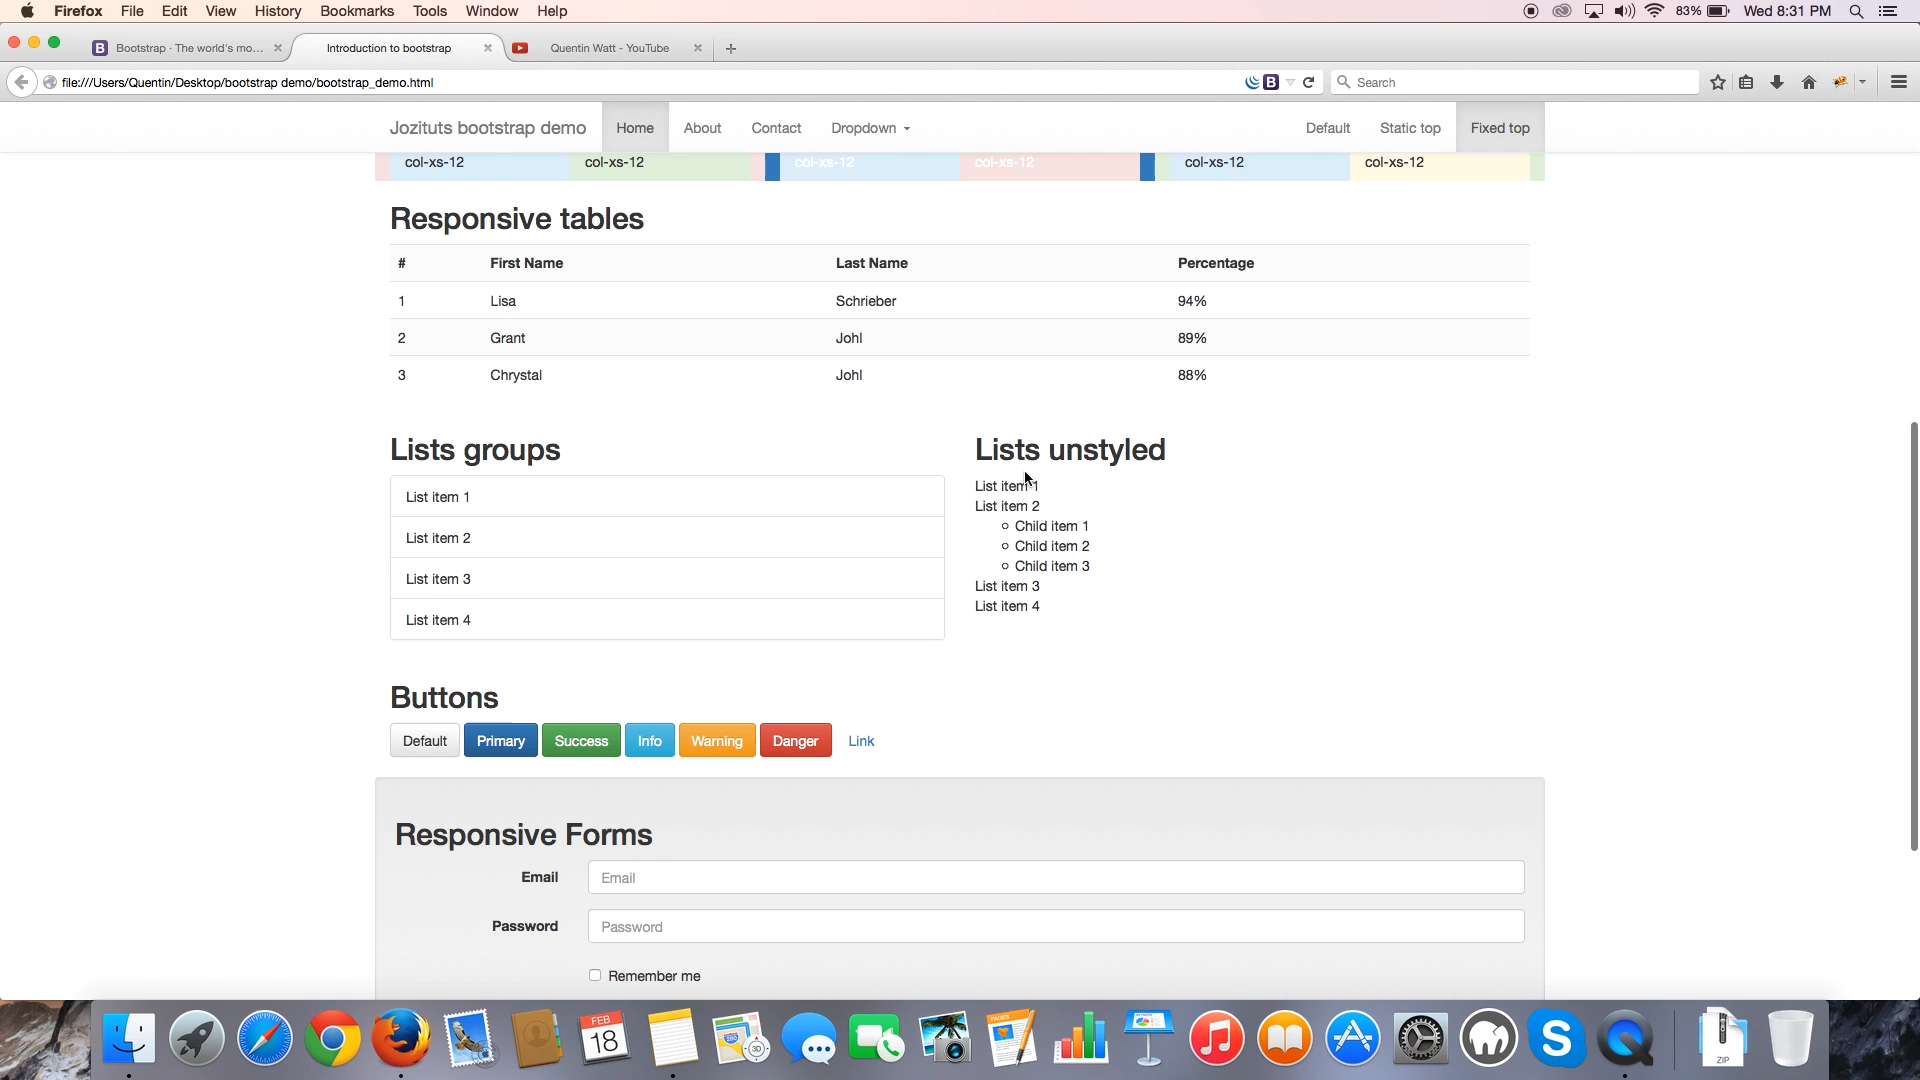 Firefox File Edit View History Bookmarks Tools Window Help 83% Wed 8:31 PM
B Bootstrap · The world's mo... Introduction to bootstrap Quentin Watt - YouTube
file:///Users/Quentin/Desktop/bootstrap demo/bootstrap_demo.html B Search
Jozituts bootstrap demo Home About Contact Dropdown Default Static top Fixed top
col-xs-12 col-xs-12 col-xs-12 col-xs-12 col-xs-12 col-xs-12
Responsive tables
# First Name Last Name Percentage
1 Lisa Schrieber 94%
2 Grant Johl 89%
3 Chrystal Johl 88%
Lists groups
List item 1
List item 2
List item 3
List item 4
Lists unstyled
List item 1
List item 2
Child item 1
Child item 2
Child item 3
List item 3
List item 4
Buttons
Default Primary Success Info Warning Danger Link
Responsive Forms
Email Email
Password Password
Remember me
FEB
18
3D
PAGES
ZIP